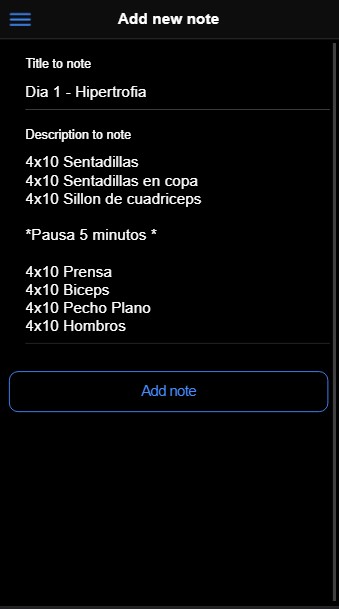 Add new note
Title to note
Dia 1 - Hipertrofia
Description to note
4x10 Sentadillas
4x10 Sentadillas en copa
4x10 Sillon de cuadriceps
*Pausa 5 minutos *
4x10 Prensa
4x10 Biceps
4x10 Pecho Plano
4x10 Hombros
Add note